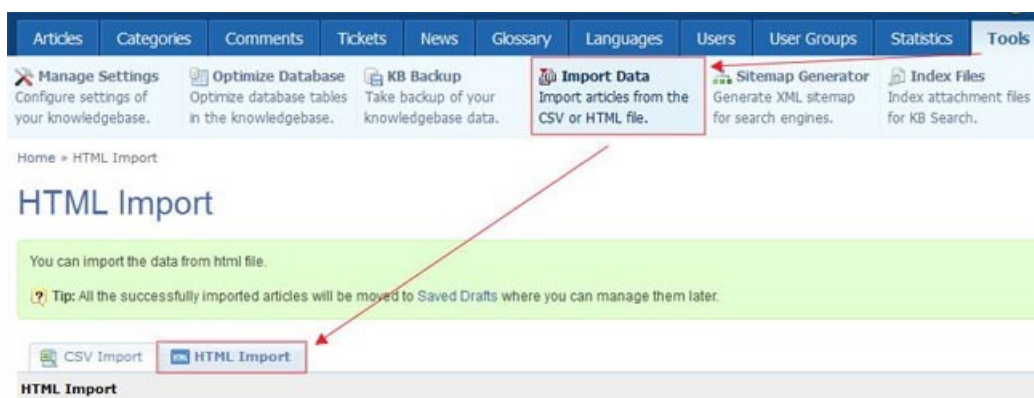 Articles Categories Comments Tickets News Glossary Languages Users User Groups Statistics Tools
Manage Settings
Configure settings of
your knowledgebase.
Optimize Database
Optimize database tables
in the knowledgebase.
KB Backup
Take backup of your
knowledgebase data.
Import Data
Import articles from the
CSV or HTML file.
Sitemap Generator
Generate XML sitemap
for search engines.
Index Files
Index attachment files
for KB Search.
Home » HTML Import
HTML Import
You can import the data from html file.
Tip: All the successfully imported articles will be moved to Saved Drafts where you can manage them later.
CSV Import HTML Import
HTML Import